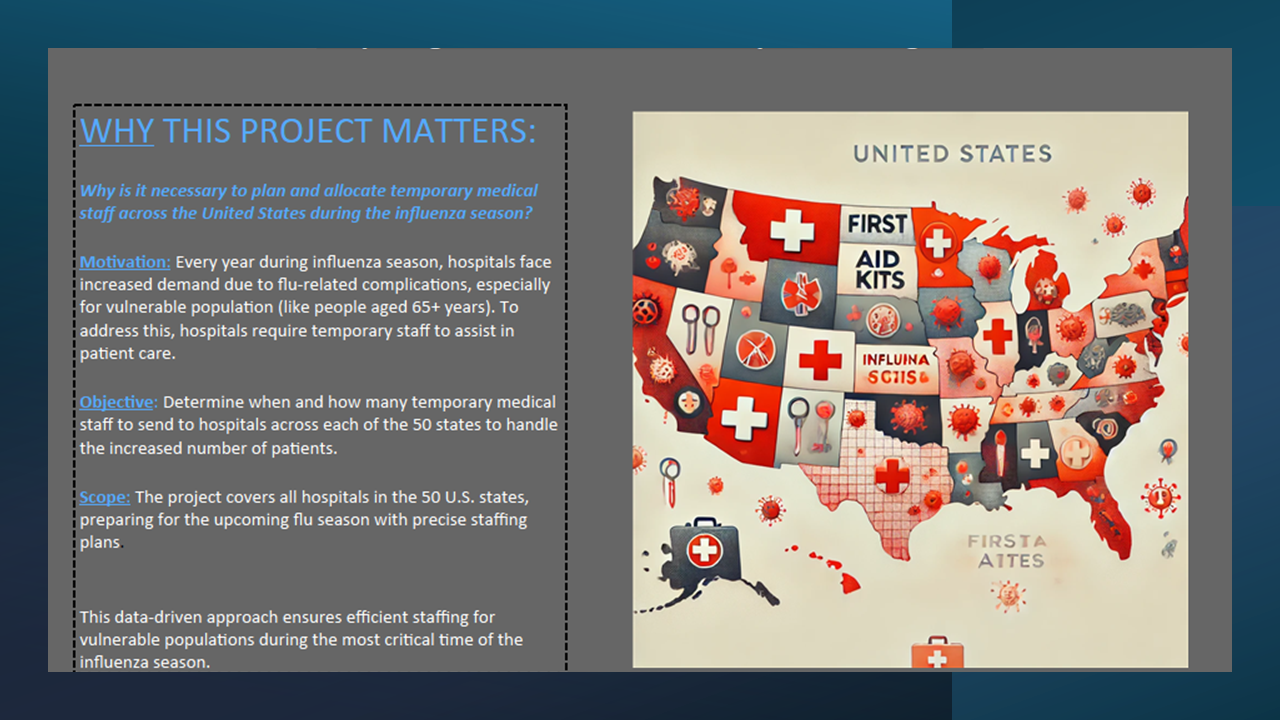 WHY THIS PROJECT MATTERS:
Why is it necessary to plan and allocate temporary medical
staff across the United States during the influenza season?
Motivation: Every year during influenza season, hospitals face
increased demand due to flu-related complications, especially
for vulnerable population (like people aged 65+ years). To
address this, hospitals require temporary staff to assist in
patient care.
Objective: Determine when and how many temporary medical
staff to send to hospitals across each of the 50 states to handle
the increased number of patients.
Scope: The project covers all hospitals in the 50 U.S. states,
preparing for the upcoming flu season with precise staffing
plans.
This data-driven approach ensures efficient staffing for
vulnerable populations during the most critical time of the
influenza season.
UNITED STATES
FIRST
AID
KITS
INFLUINA
FIRSTA
AITES